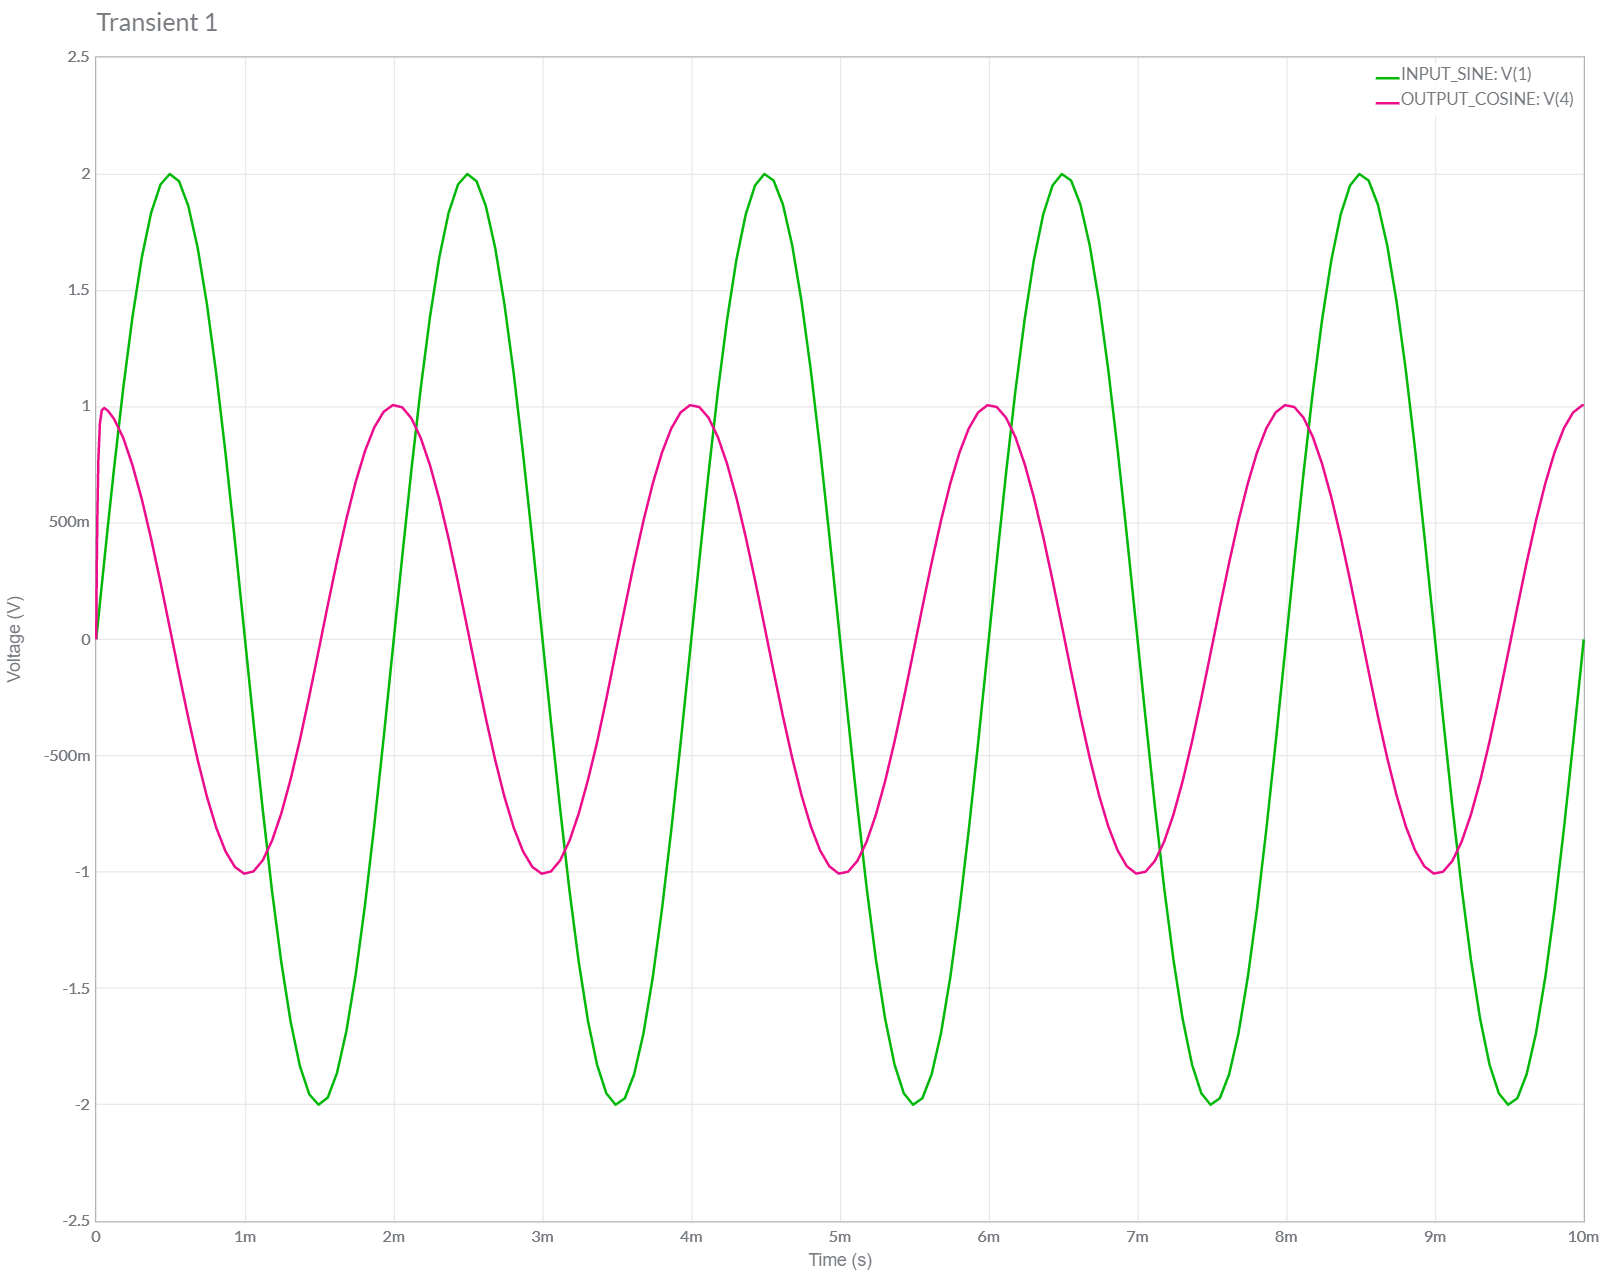 Transient 1
INPUT_SINE: V(1)
OUTPUT_COSINE: V(4)
Voltage (V)
2.5
2
1.5
1
500m
0
-500m
-1
-1.5
-2
-2.5
0 1m 2m 3m 4m 5m 6m 7m 8m 9m 10m
Time (s)